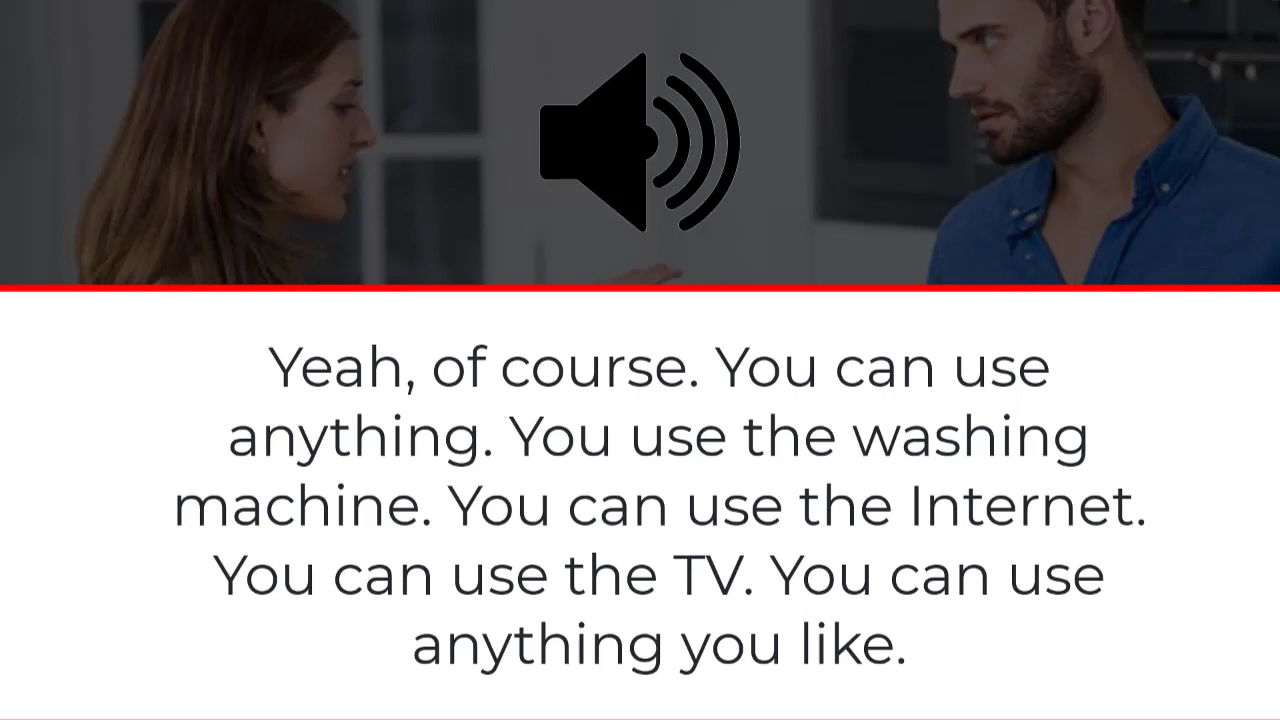 Yeah, of course. You can use
anything. You use the washing
machine. You can use the Internet.
You can use the TV. You can use
anything you like.